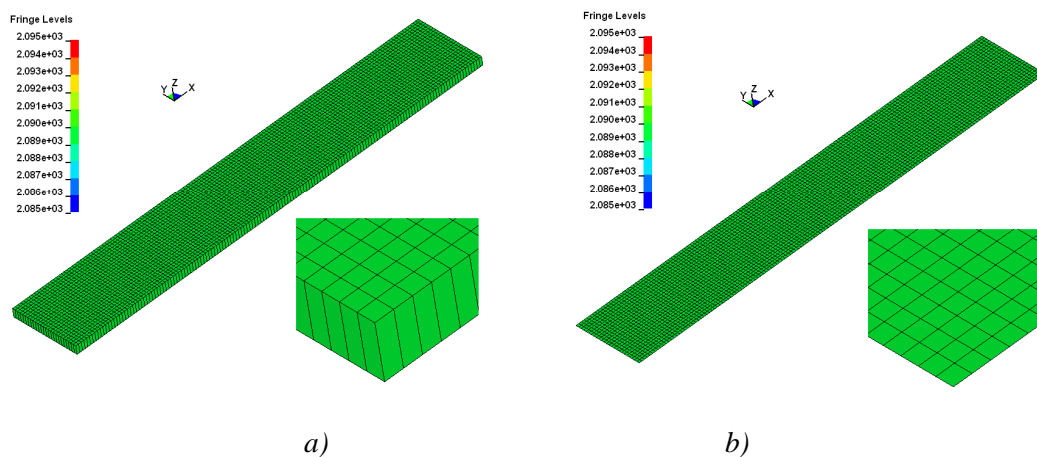 Fringe Levels
2.095e+03
2.094e+03
2.093e+03
2.092e+03
2.091e+03
2.090e+03
2.089e+03
2.088e+03
2.087e+03
2.006e+03
2.085e+03
Y Z X
a)
Fringe Levels
2.095e+03
2.094e+03
2.093e+03
2.092e+03
2.091e+03
2.090e+03
2.089e+03
2.088e+03
2.087e+03
2.086e+03
2.085e+03
Y Z X
b)